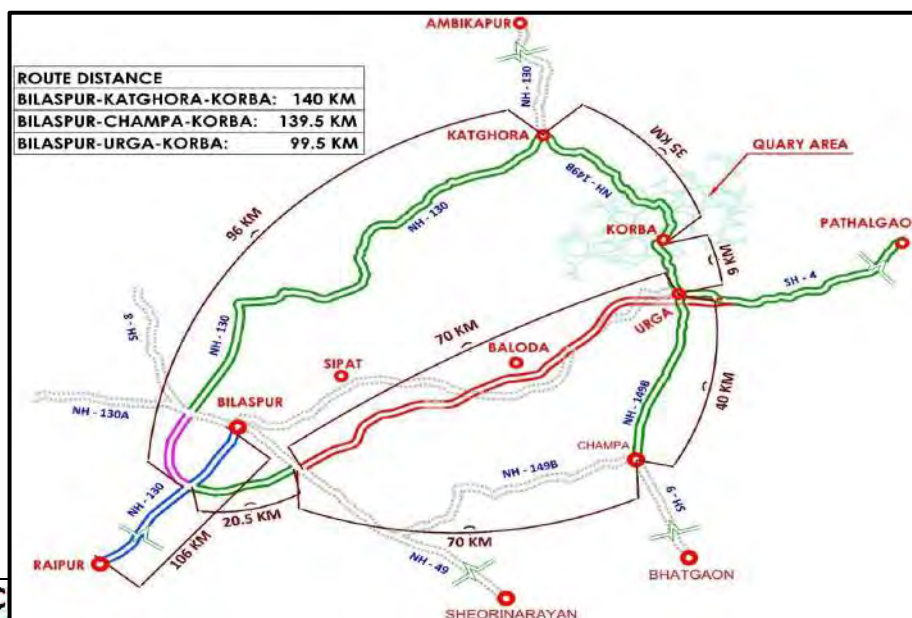 AMBIKAPUR
ROUTE DISTANCE
BILASPUR-KATGHORA-KORBA: 140 KM
BILASPUR-CHAMPA-KORBA: 139.5 KM
BILASPUR-URGA-KORBA: 99.5 KM
NH-130
KATGHORA
35 KM
QUARY AREA
NH-149B
96 KM
NH-130
KORBA
PATHALGAO
9 KM
SH-4
URGA
NH-130
70 KM
SH-8
BALODA
SIPAT
40 KM
NH-149B
NH-130A
BILASPUR
CHAMPA
NH-149B
NH-130
20.5 KM
SH-9
106 KM
70 KM
RAIPUR
NH-49
BHATGAON
SHEORINARAYAN